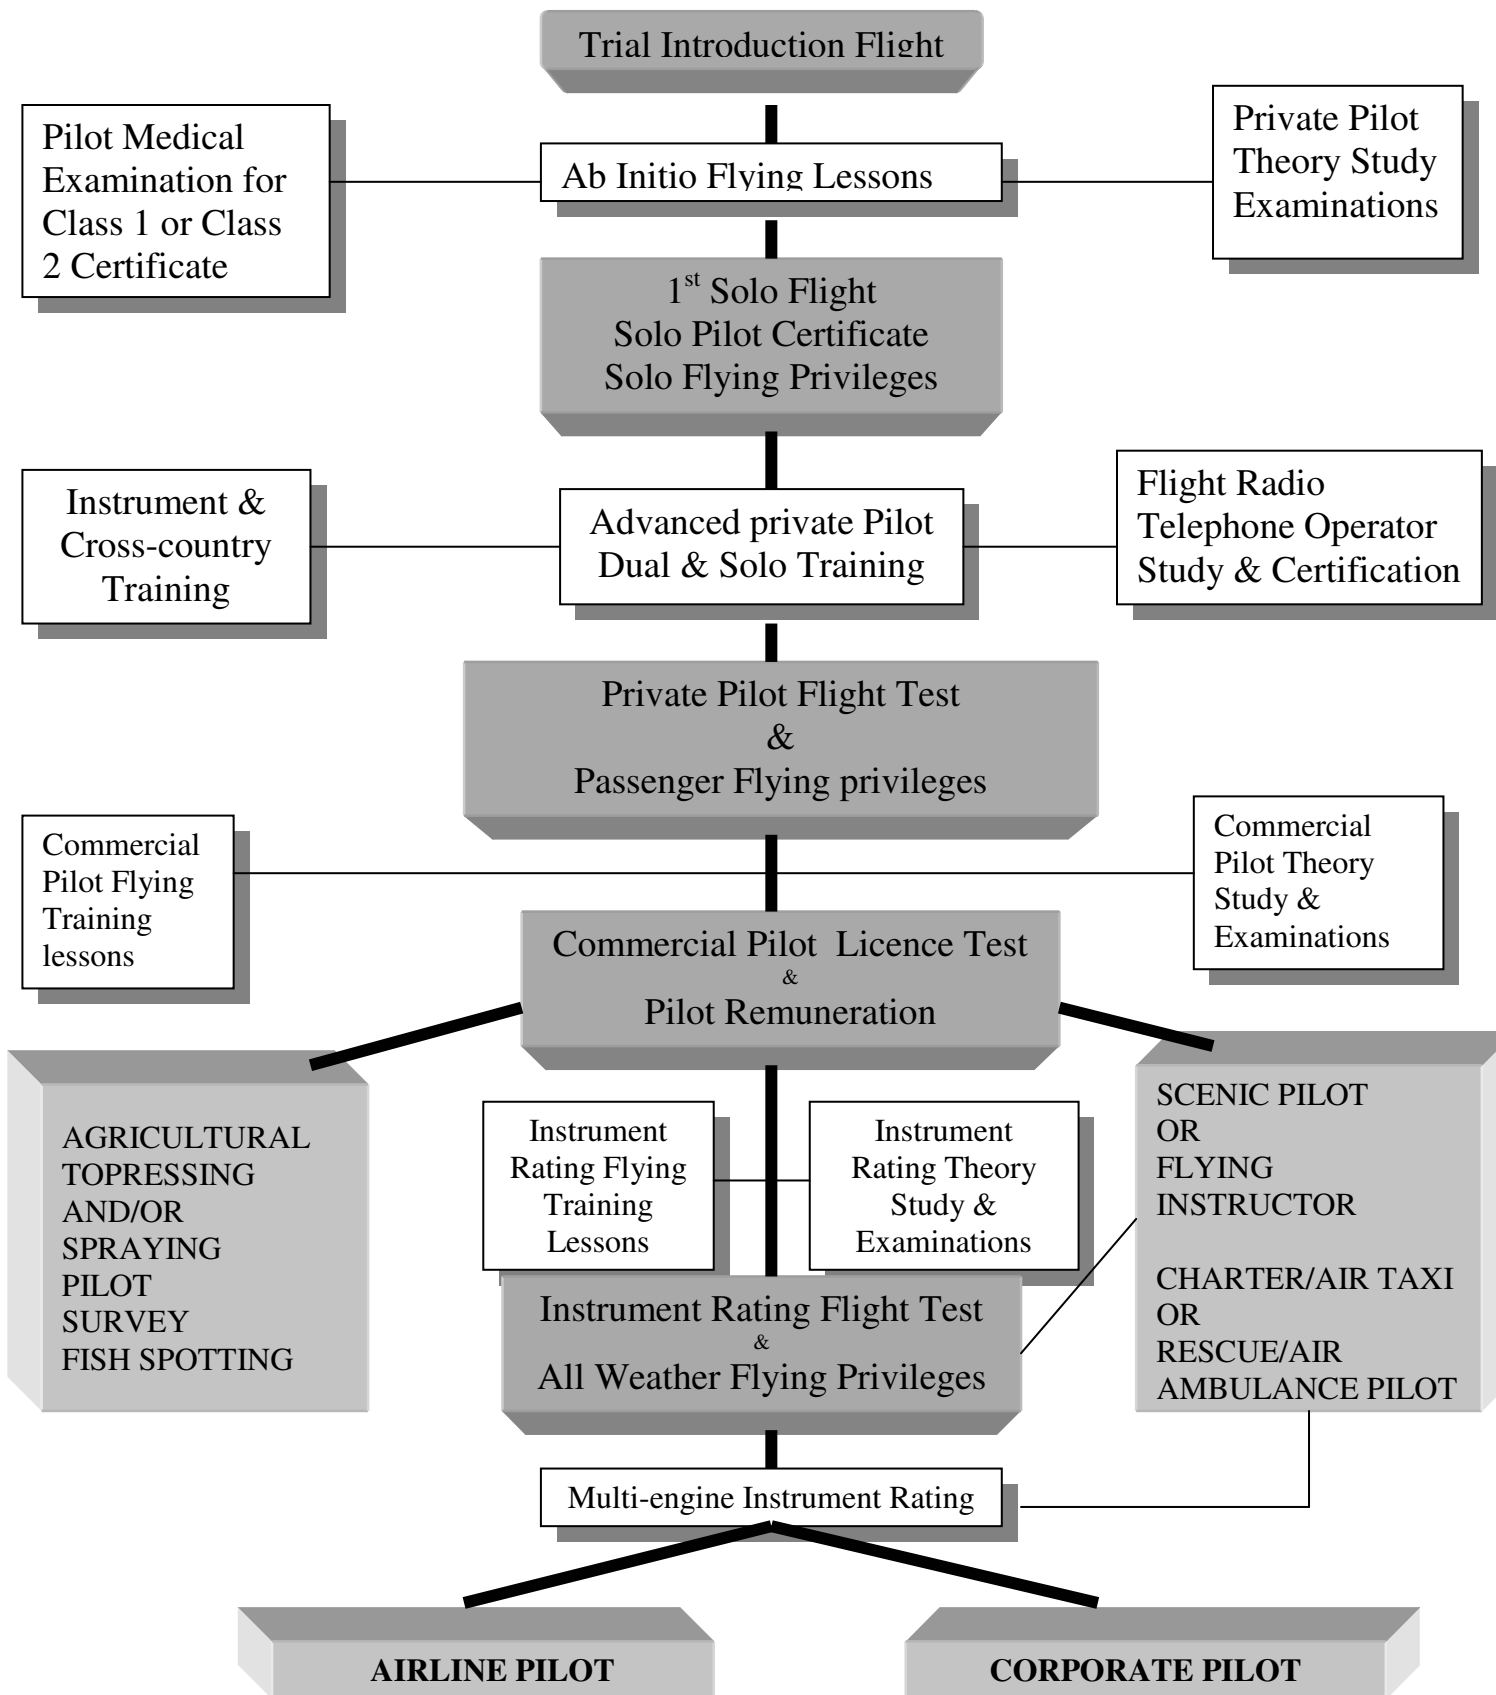 Trial Introduction Flight
Pilot Medical
Examination for
Class 1 or Class
2 Certificate
Ab Initio Flying Lessons
Private Pilot
Theory Study
Examinations
1st Solo Flight
Solo Pilot Certificate
Solo Flying Privileges
Instrument &
Cross-country
Training
Advanced private Pilot
Dual & Solo Training
Flight Radio
Telephone Operator
Study & Certification
Private Pilot Flight Test
&
Passenger Flying privileges
Commercial
Pilot Flying
Training
lessons
Commercial
Pilot Theory
Study &
Examinations
Commercial Pilot Licence Test
&
Pilot Remuneration
AGRICULTURAL
TOPRESSING
AND/OR
SPRAYING
PILOT
SURVEY
FISH SPOTTING
Instrument
Rating Flying
Training
Lessons
Instrument
Rating Theory
Study &
Examinations
SCENIC PILOT
OR
FLYING
INSTRUCTOR
CHARTER/AIR TAXI
OR
RESCUE/AIR
AMBULANCE PILOT
Instrument Rating Flight Test
&
All Weather Flying Privileges
Multi-engine Instrument Rating
AIRLINE PILOT
CORPORATE PILOT